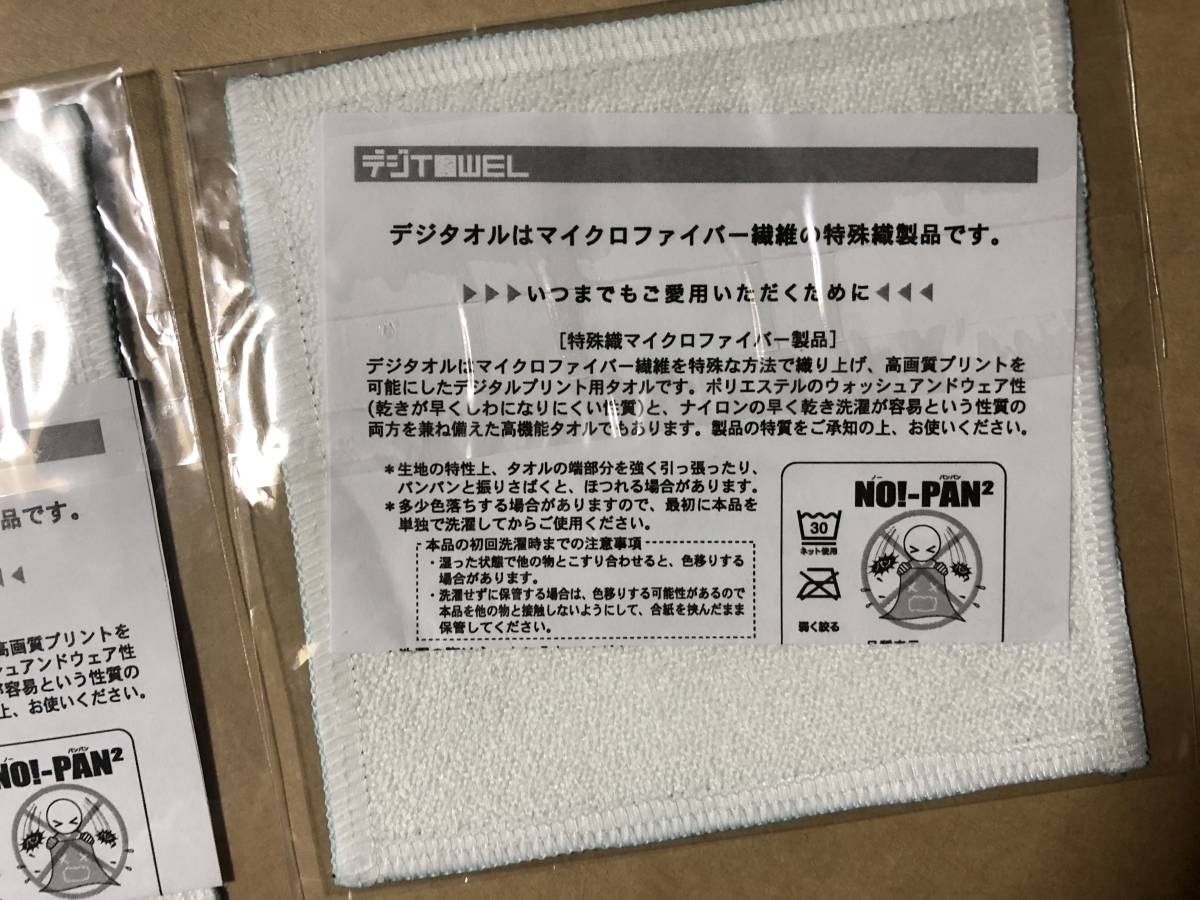 デジTOWEL
デジタオルはマイクロファイバー繊維の特殊織製品です。
▶▶▶いつまでもご愛用いただくために◀◀◀
[特殊織マイクロファイバー製品]
デジタオルはマイクロファイバー繊維を特殊な方法で織り上げ、高画質プリントを
可能にしたデジタルプリント用タオルです。ポリエステルのウォッシュアンドウェア性
(乾きが早くしわになりにくい性質)と、ナイロンの早く乾き洗濯が容易という性質の
両方を兼ね備えた高機能タオルでもあります。製品の特質をご承知の上、お使いください。
*生地の特性上、タオルの端部分を強く引っ張ったり、
バンバンと振りさばくと、ほつれる場合があります。
*多少色落ちする場合がありますので、最初に本品を
単独で洗濯してからご使用ください。
本品の初回洗濯時までの注意事項
・湿った状態で他の物とこすり合わせると、色移りする
場合があります。
・洗濯せずに保管する場合は、色移りする可能性があるので
本品を他の物と接触しないようにして、合紙を挟んだまま
保管してください。
ノー バンバン
NO!-PAN²
30
ネット使用
弱く絞る
品です。
◀
高画質プリントを
シュアンドウェア性
が容易という性質の
上、お使いください。
ノー バンバン
NO!-PAN²